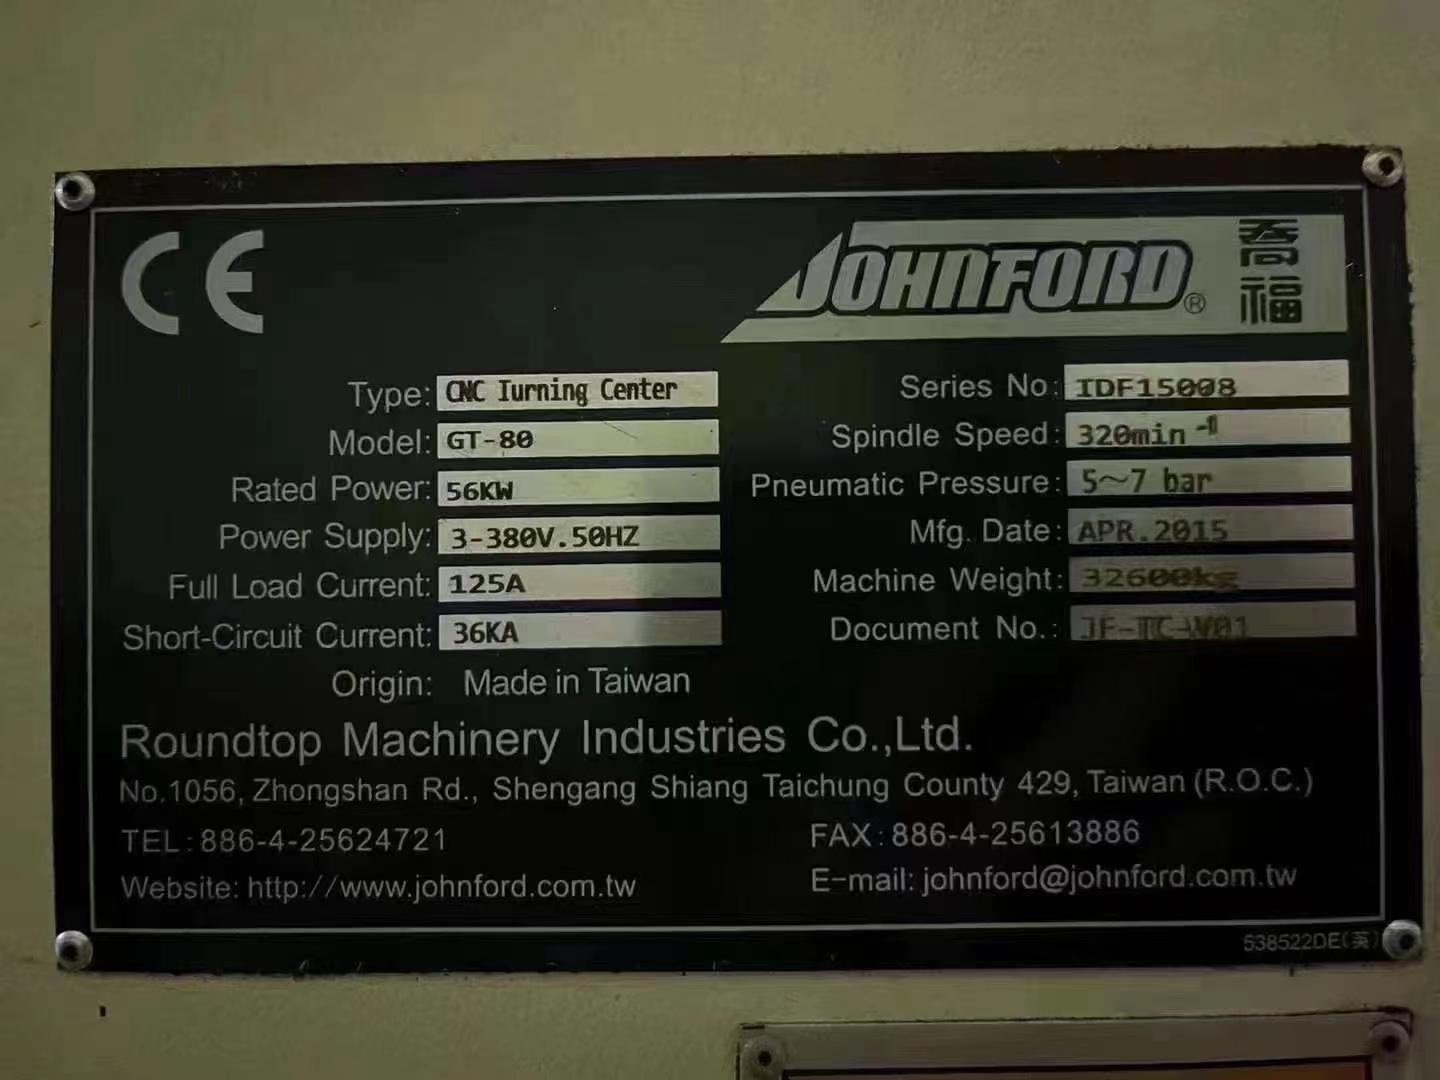 CE
JOHNFORD®
喬福
Type: CNC Turning Center
Model: GT-80
Rated Power: 56KW
Power Supply: 3-380V.50HZ
Full Load Current: 125A
Short-Circuit Current: 36KA
Origin: Made in Taiwan
Series No: IDF15008
Spindle Speed: 320min -1
Pneumatic Pressure: 5~7 bar
Mfg. Date: APR.2015
Machine Weight: 32600kg
Document No.:
Roundtop Machinery Industries Co.,Ltd.
No.1056, Zhongshan Rd., Shengang Shiang Taichung County 429, Taiwan (R.O.C.)
TEL: 886-4-25624721
FAX: 886-4-25613886
Website: http://www.johnford.com.tw
E-mail: johnford@johnford.com.tw
538522DE(英)